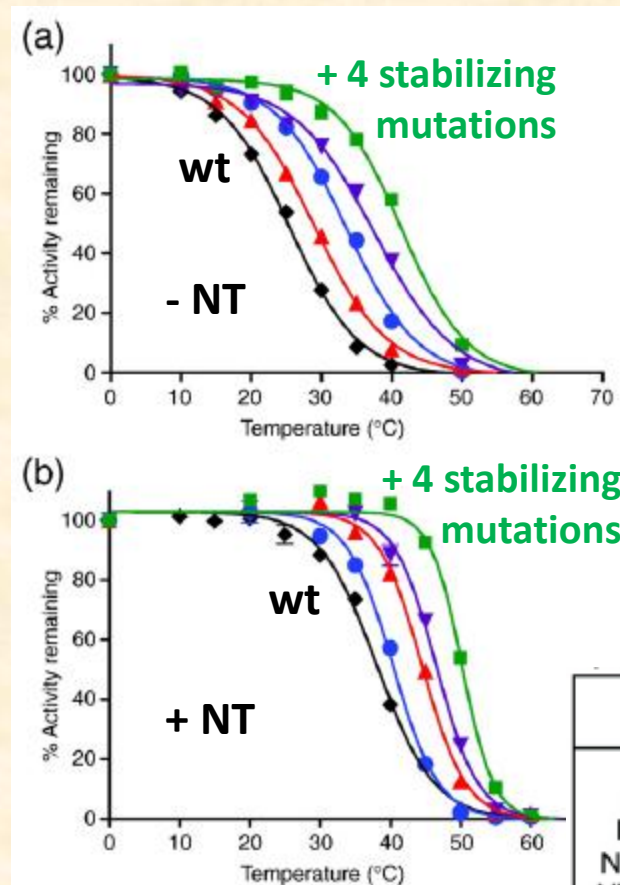 (a)
+ 4 stabilizing
mutations
wt
- NT
% Activity remaining
100
80
60
40
20
0
0 10 20 30 40 50 60 70
Temperature (°C)
(b)
+ 4 stabilizing
mutations
wt
+ NT
% Activity remaining
100
80
60
40
20
0
0 10 20 30 40 50 60
Temperature (°C)